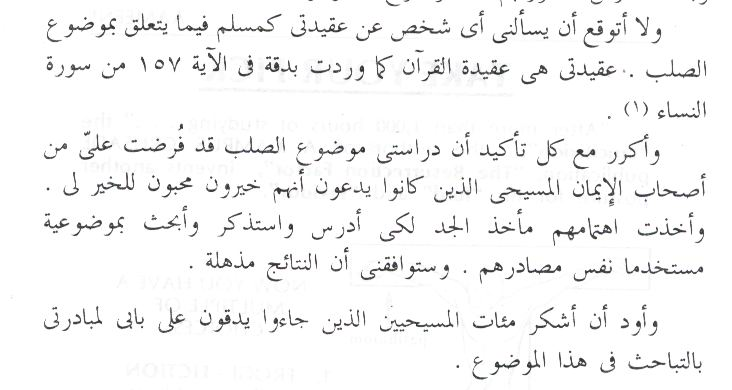 ولا أتوقع أن يسألنى أى شخص عن عقيدتى كمسلم فيما يتعلق بموضوع
الصلب . عقيدتى هى عقيدة القرآن كما وردت بدقة فى الآية ١٥٧ من سورة
النساء (١) .
وأكرر مع كل تأكيد أن دراستى موضوع الصلب قد فُرضت علىّ من
أصحاب الإيمان المسيحى الذين كانوا يدعون أنهم خيرون محبون للخير لى .
وأخذت اهتمامهم مأخذ الجد لكى أدرس واستذكر وأبحث بموضوعية
مستخدما نفس مصادرهم . وستوافقنى أن النتائج مذهلة .
وأود أن أشكر مئات المسيحيين الذين جاءوا يدقون على بابى لمبادرتى
بالتباحث فى هذا الموضوع .